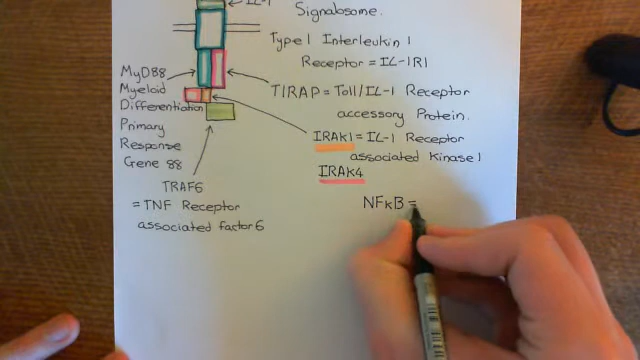 IL-1
Signalosome.
Type 1 Interleukin 1
Receptor = IL-1R1
MyD88
Myeloid
Differentiation
Primary
Response
Gene 88
TIRAP = Toll/IL-1 Receptor
accessory Protein.
IRAK1 = IL-1 Receptor
associated Kinase 1
IRAK4
TRAF6
= TNF Receptor
associated factor 6
NFκB =